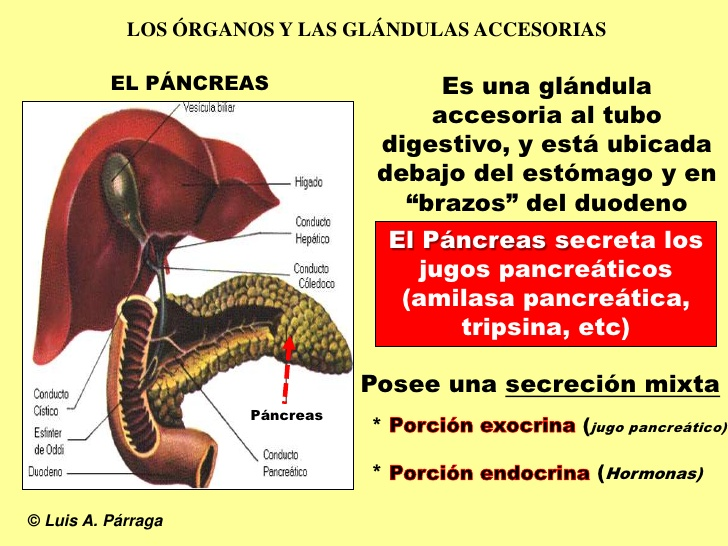 LOS ÓRGANOS Y LAS GLÁNDULAS ACCESORIAS
EL PÁNCREAS
Vesícula biliar
Hígado
Conducto
Hepático
Conducto
Cóledoco
Conducto
Cístico
Esfinter
de Oddi
Duodeno
Páncreas
Conducto
Pancreático
Es una glándula
accesoria al tubo
digestivo, y está ubicada
debajo del estómago y en
“brazos” del duodeno
El Páncreas secreta los
jugos pancreáticos
(amilasa pancreática,
tripsina, etc)
Posee una secreción mixta
* Porción exocrina (jugo pancreático)
* Porción endocrina (Hormonas)
© Luis A. Párraga